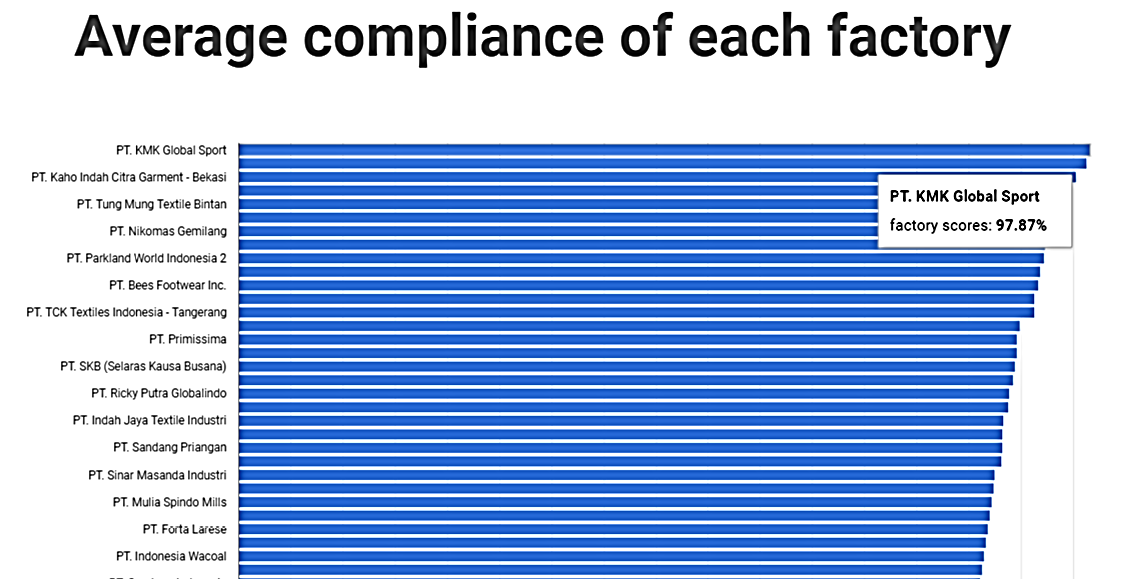 Average compliance of each factory
PT. KMK Global Sport
PT. Kaho Indah Citra Garment - Bekasi
PT. KMK Global Sport
factory scores: 97.87%
PT. Tung Mung Textile Bintan
PT. Nikomas Gemilang
PT. Parkland World Indonesia 2
PT. Bees Footwear Inc.
PT. TCK Textiles Indonesia - Tangerang
PT. Primissima
PT. SKB (Selaras Kausa Busana)
PT. Ricky Putra Globalindo
PT. Indah Jaya Textile Industri
PT. Sandang Priangan
PT. Sinar Masanda Industri
PT. Mulia Spindo Mills
PT. Forta Larese
PT. Indonesia Wacoal